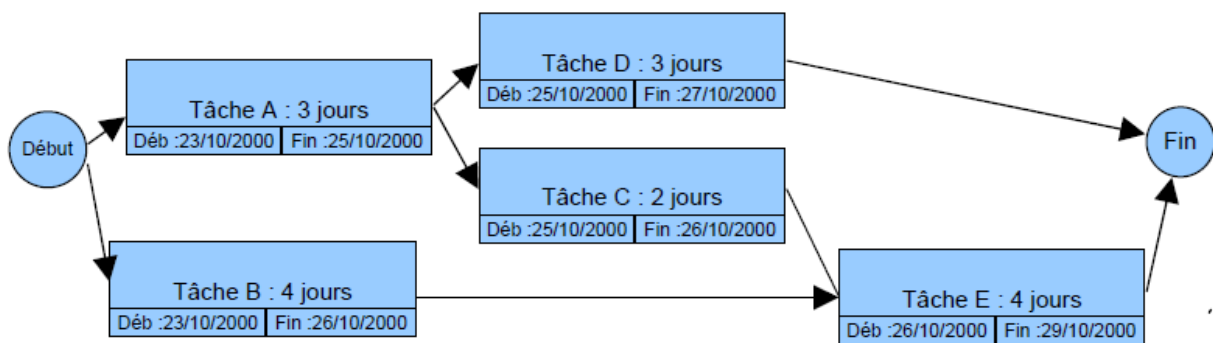 Début
Tâche A : 3 jours
Déb :23/10/2000 Fin :25/10/2000
Tâche B : 4 jours
Déb :23/10/2000 Fin :26/10/2000
Tâche D : 3 jours
Déb :25/10/2000 Fin :27/10/2000
Tâche C : 2 jours
Déb :25/10/2000 Fin :26/10/2000
Tâche E : 4 jours
Déb :26/10/2000 Fin :29/10/2000
Fin